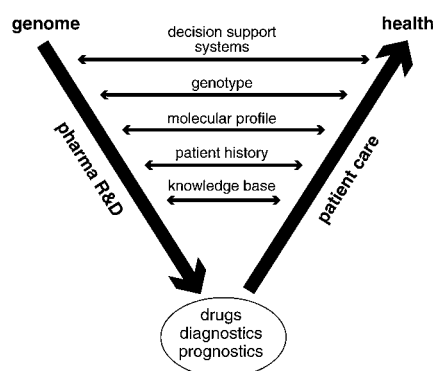 genome
health
decision support
systems
genotype
molecular profile
patient history
knowledge base
pharma R&D
patient care
drugs
diagnostics
prognostics